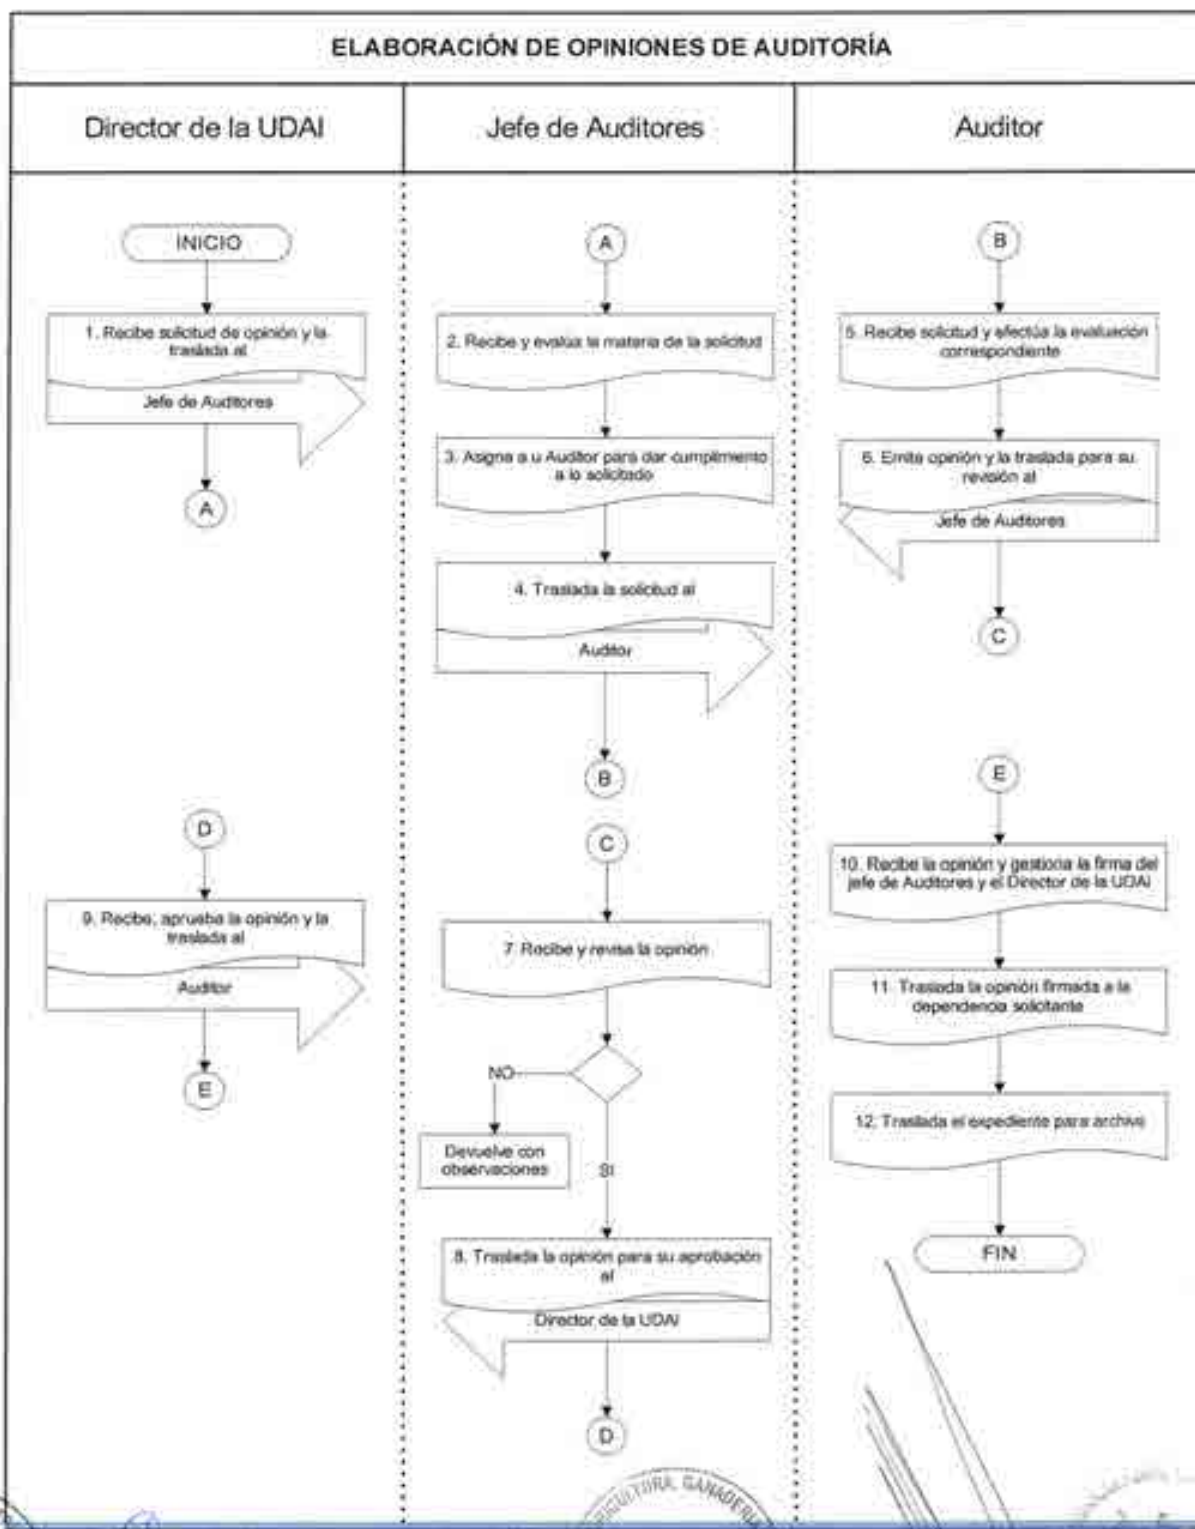 ELABORACIÓN DE OPINIONES DE AUDITORÍA
Director de la UDAI
Jefe de Auditores
Auditor
INICIO
1. Recibe solicitud de opinión y la
traslada al
Jefe de Auditores
A
A
2. Recibe y evalúa la materia de la solicitud
3. Asigna a u Auditor para dar cumplimiento
a lo solicitado
4. Traslada la solicitud al
Auditor
B
B
5. Recibe solicitud y efectúa la evaluación
correspondiente
6. Emite opinión y la traslada para su
revisión al
Jefe de Auditores
C
C
7. Recibe y revisa la opinión
NO
Devuelve con
observaciones
SI
8. Traslada la opinión para su aprobación
al
Director de la UDAI
D
D
9. Recibe, aprueba la opinión y la
traslada al
Auditor
E
E
10. Recibe la opinión y gestiona la firma del
jefe de Auditores y el Director de la UDAI
11. Traslada la opinión firmada a la
dependencia solicitante
12. Traslada el expediente para archivo
FIN
GANADERIA